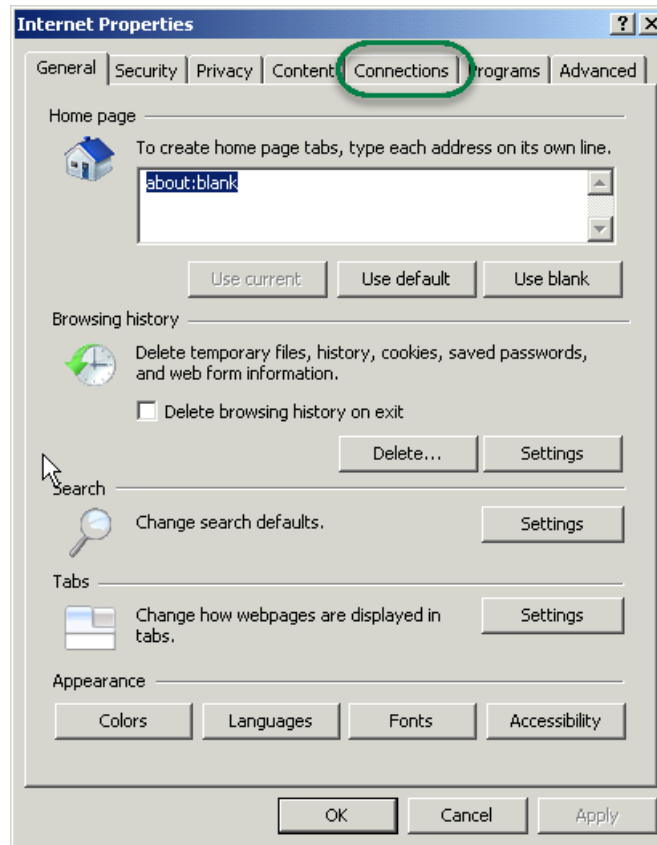 Internet Properties
General Security Privacy Content Connections Programs Advanced
Home page
To create home page tabs, type each address on its own line.
about:blank
Use current Use default Use blank
Browsing history
Delete temporary files, history, cookies, saved passwords,
and web form information.
Delete browsing history on exit
Delete... Settings
Search
Change search defaults. Settings
Tabs
Change how webpages are displayed in
tabs. Settings
Appearance
Colors Languages Fonts Accessibility
OK Cancel Apply